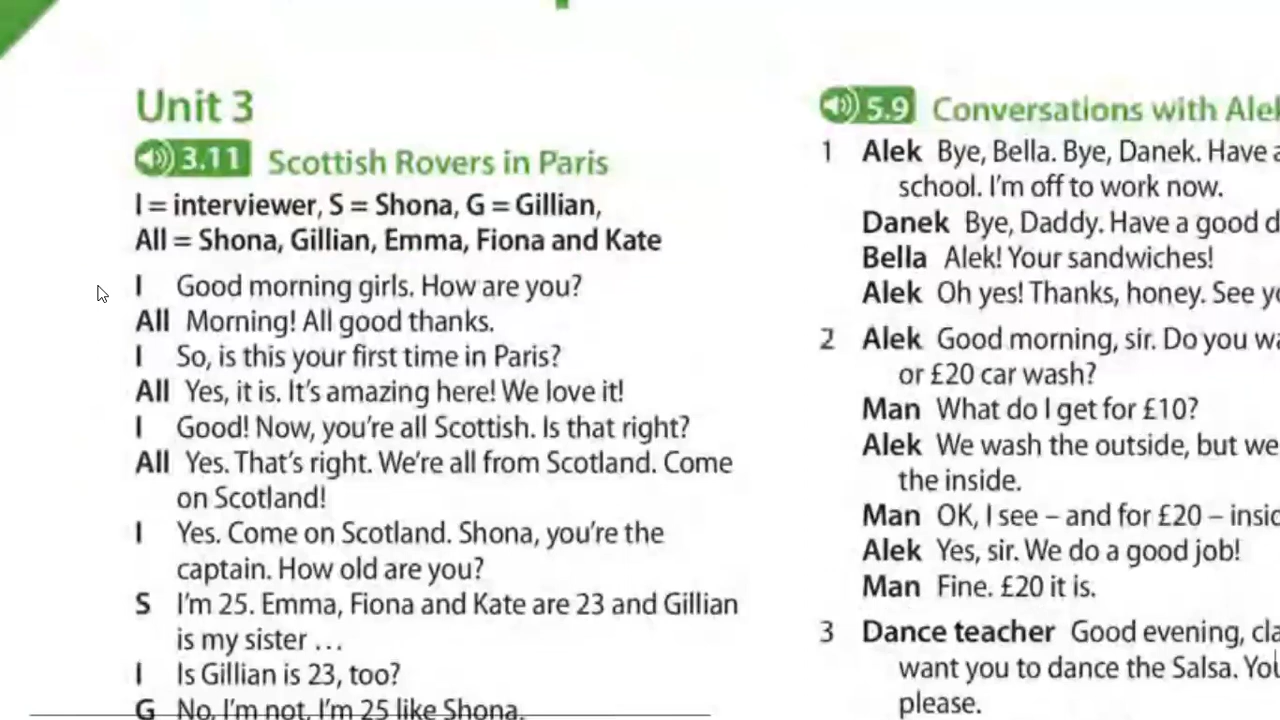 Unit 3
3.11 Scottish Rovers in Paris
I = interviewer, S = Shona, G = Gillian,
All = Shona, Gillian, Emma, Fiona and Kate
I Good morning girls. How are you?
All Morning! All good thanks.
I So, is this your first time in Paris?
All Yes, it is. It's amazing here! We love it!
I Good! Now, you're all Scottish. Is that right?
All Yes. That's right. We're all from Scotland. Come
on Scotland!
I Yes. Come on Scotland. Shona, you're the
captain. How old are you?
S I'm 25. Emma, Fiona and Kate are 23 and Gillian
is my sister …
I Is Gillian is 23, too?
G No, I'm not, I'm 25 like Shona.
5.9 Conversations with Alek
1 Alek Bye, Bella. Bye, Danek. Have a
school. I'm off to work now.
Danek Bye, Daddy. Have a good
Bella Alek! Your sandwiches!
Alek Oh yes! Thanks, honey. See
2 Alek Good morning, sir. Do you
or £20 car wash?
Man What do I get for £10?
Alek We wash the outside, but we
the inside.
Man OK, I see – and for £20 –
Alek Yes, sir. We do a good job!
Man Fine. £20 it is.
3 Dance teacher Good evening,
want you to dance the Salsa.
please.